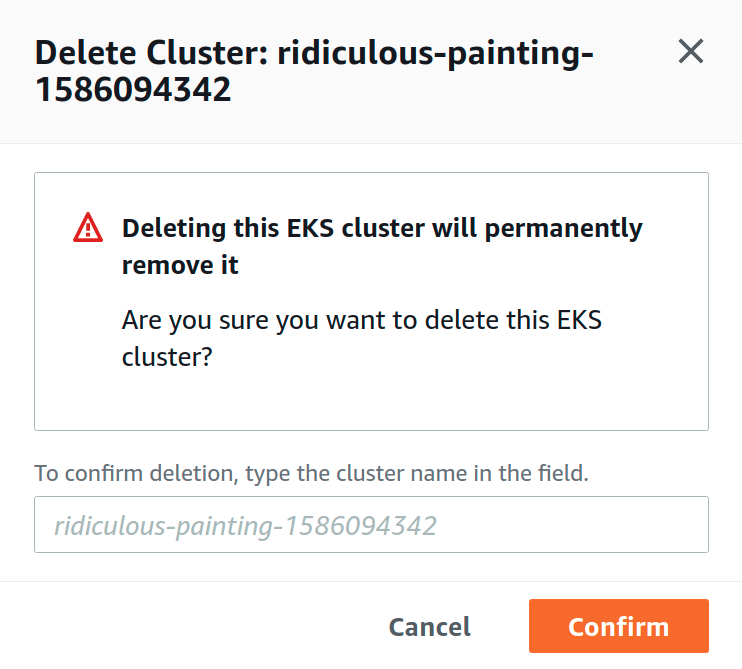 Delete Cluster: ridiculous-painting-
1586094342
Deleting this EKS cluster will permanently
remove it
Are you sure you want to delete this EKS
cluster?
To confirm deletion, type the cluster name in the field.
ridiculous-painting-1586094342
Cancel
Confirm